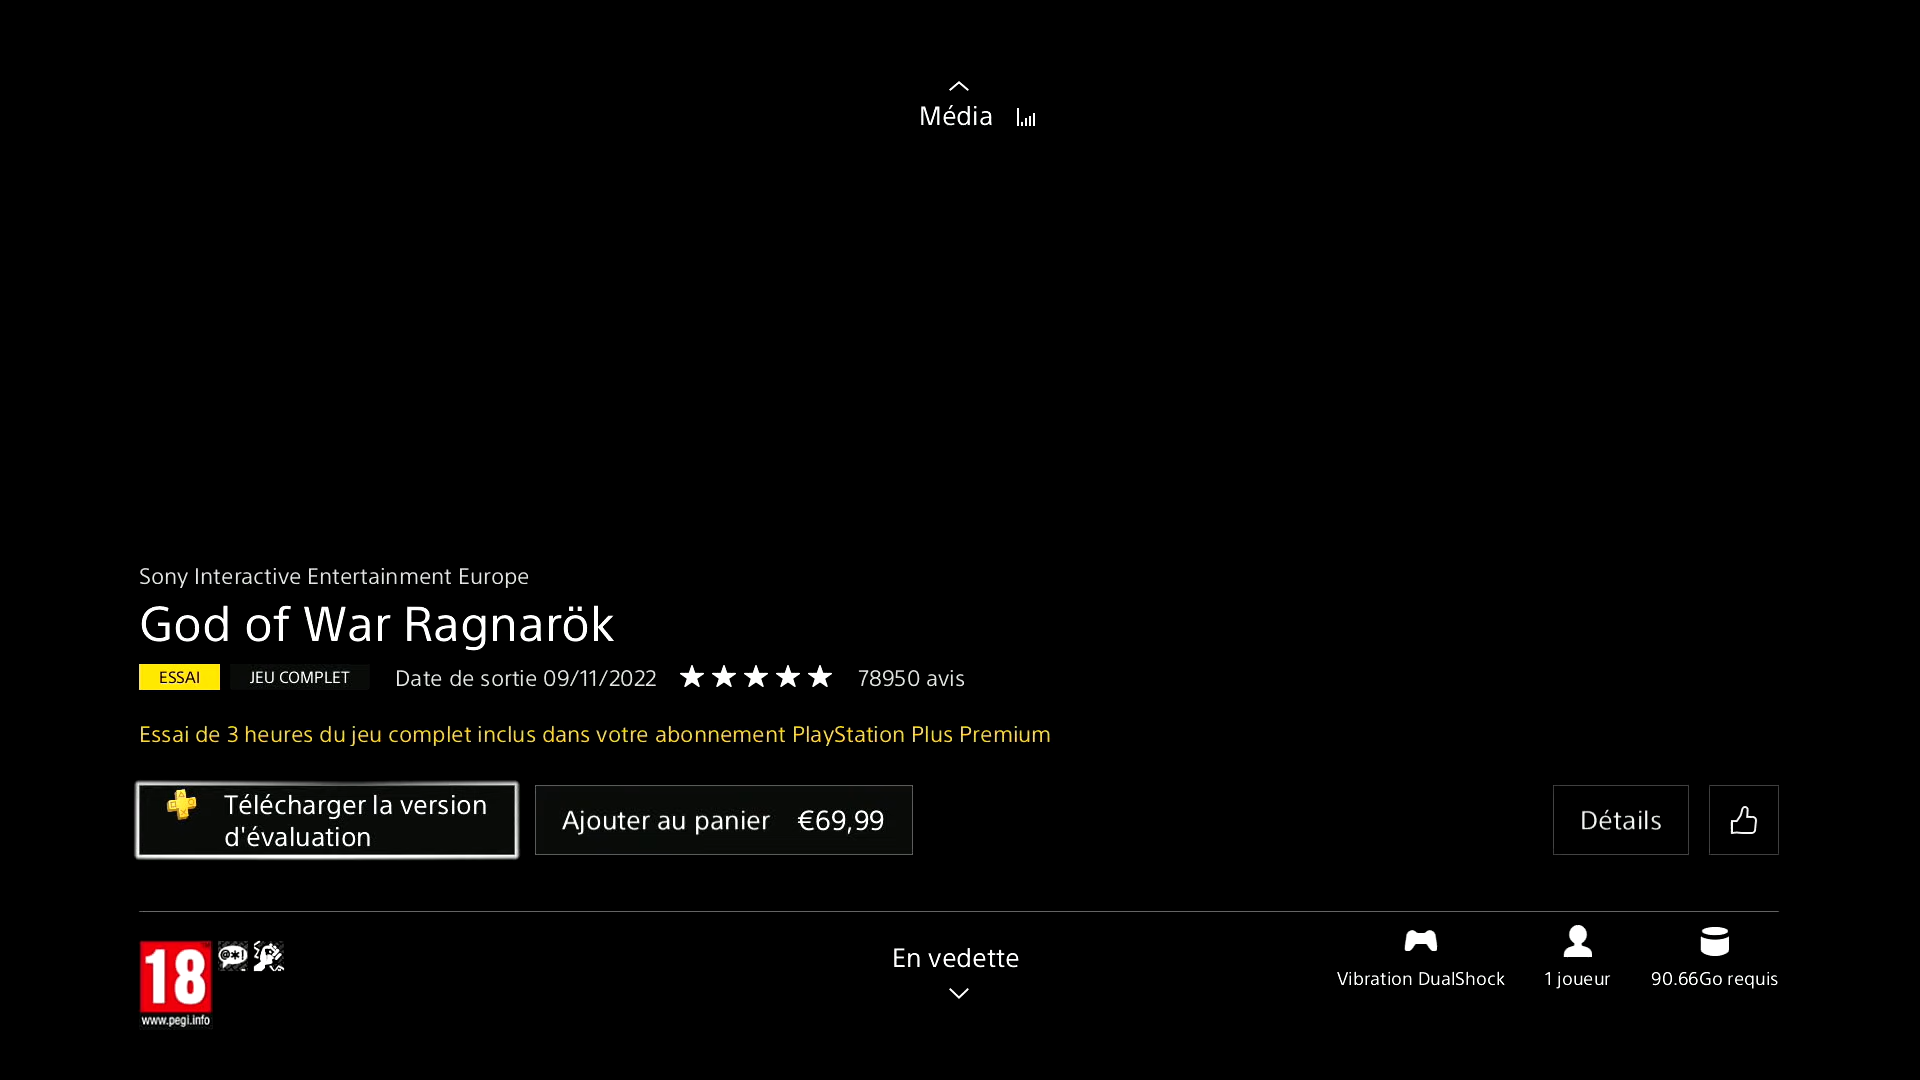 Média
Sony Interactive Entertainment Europe
God of War Ragnarök
ESSAI JEU COMPLET Date de sortie 09/11/2022 78950 avis
Essai de 3 heures du jeu complet inclus dans votre abonnement PlayStation Plus Premium
Télécharger la version
d'évaluation
Ajouter au panier €69,99
Détails
18
www.pegi.info
@*!
En vedette
Vibration DualShock
1 joueur
90.66Go requis